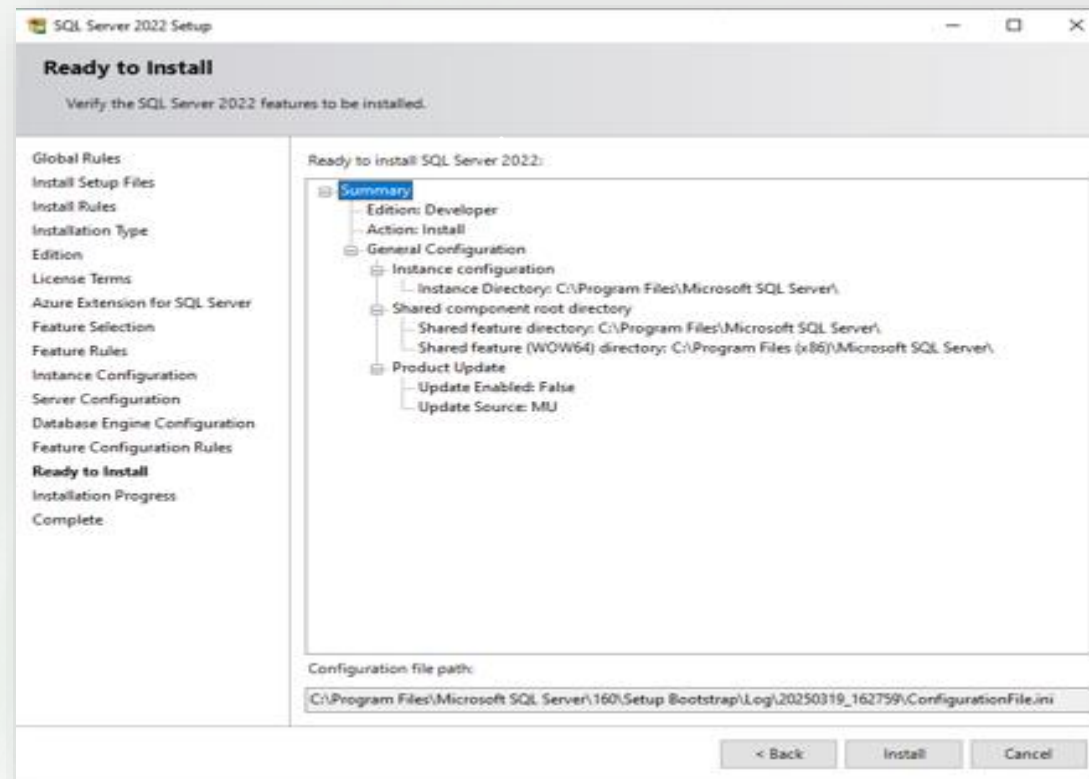 SQL Server 2022 Setup
Ready to Install
Verify the SQL Server 2022 features to be installed.
Global Rules
Install Setup Files
Install Rules
Installation Type
Edition
License Terms
Azure Extension for SQL Server
Feature Selection
Feature Rules
Instance Configuration
Server Configuration
Database Engine Configuration
Feature Configuration Rules
Ready to Install
Installation Progress
Complete
Ready to install SQL Server 2022:
Summary
Edition: Developer
Action: Install
General Configuration
Instance configuration
Instance Directory: C:\Program Files\Microsoft SQL Server\
Shared component root directory
Shared feature directory: C:\Program Files\Microsoft SQL Server\
Shared feature (WOW64) directory: C:\Program Files (x86)\Microsoft SQL Server\
Product Update
Update Enabled: False
Update Source: MU
Configuration file path:
C:\Program Files\Microsoft SQL Server\160\Setup Bootstrap\Log\20250319_162759\ConfigurationFile.ini
< Back
Install
Cancel